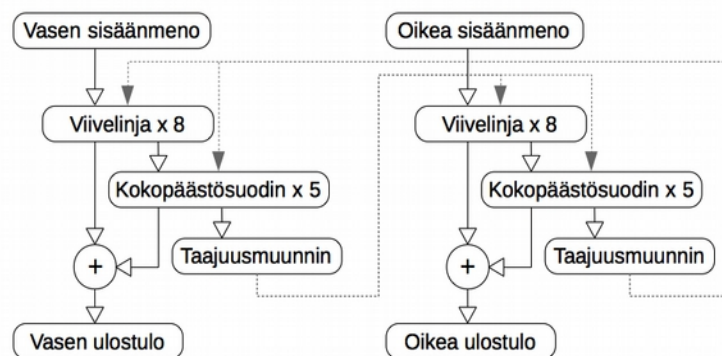 Vasen sisäänmeno
Oikea sisäänmeno
Viivelinja x 8
Viivelinja x 8
Kokopäästösuodin x 5
Kokopäästösuodin x 5
+
Taajuusmuunnin
+
Taajuusmuunnin
Vasen ulostulo
Oikea ulostulo